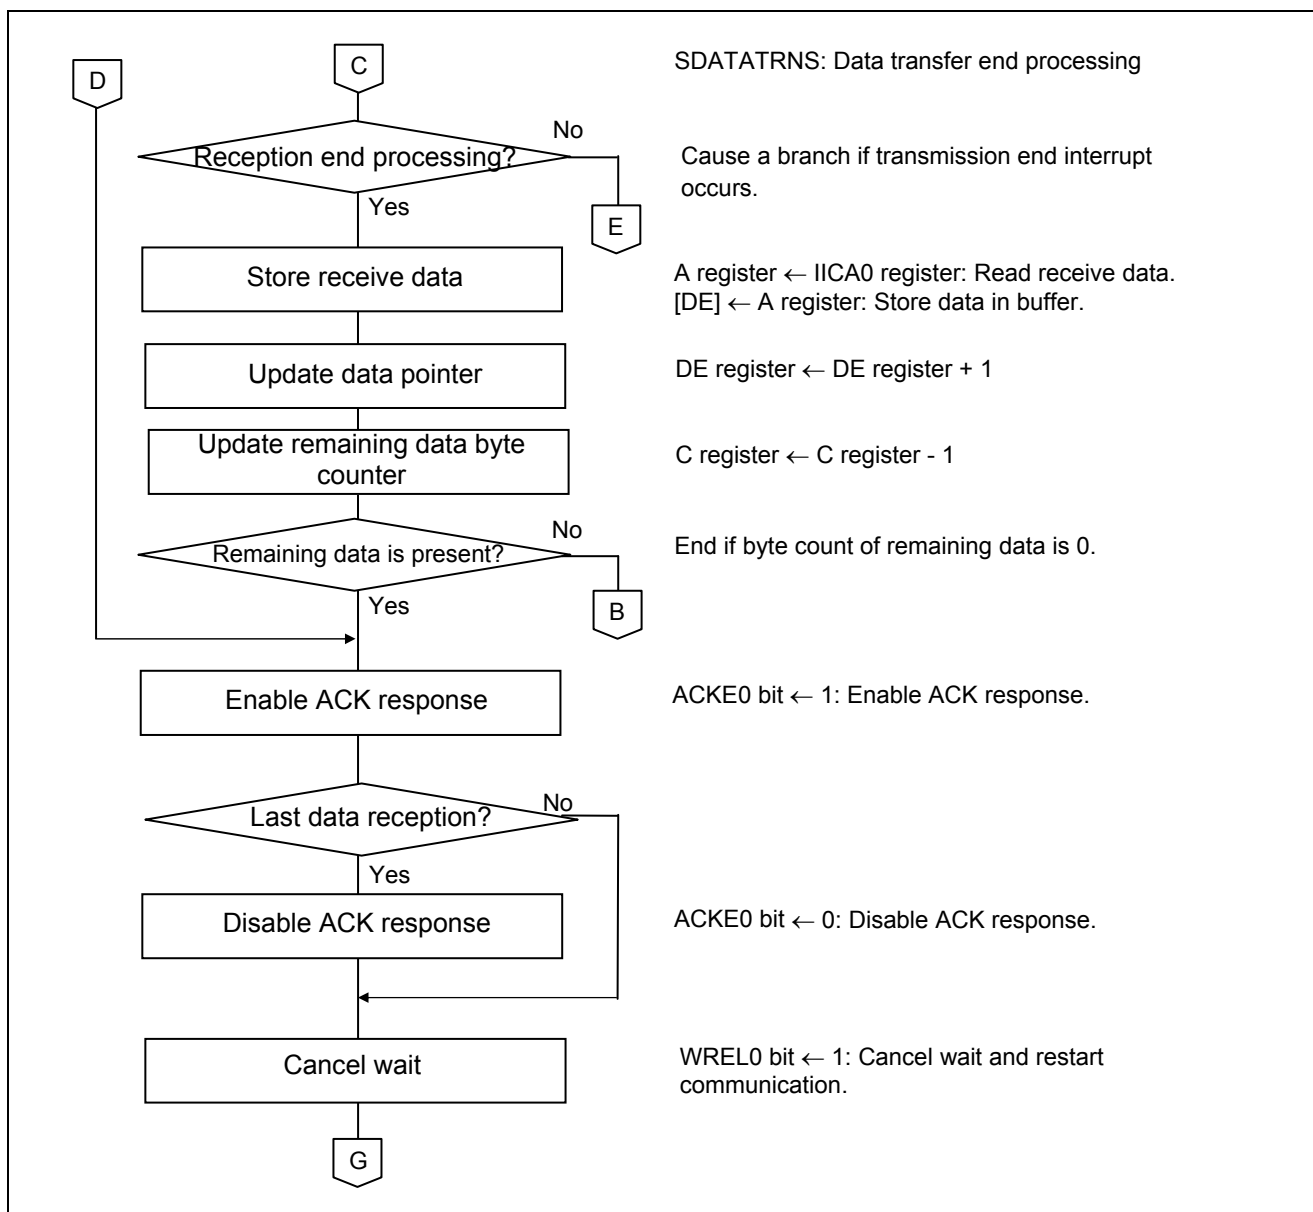 D
C
SDATATRNS: Data transfer end processing
No
Reception end processing?
Cause a branch if transmission end interrupt
occurs.
Yes
E
Store receive data
A register ← IICA0 register: Read receive data.
[DE] ← A register: Store data in buffer.
Update data pointer
DE register ← DE register + 1
Update remaining data byte
counter
C register ← C register - 1
No
Remaining data is present?
End if byte count of remaining data is 0.
Yes
B
Enable ACK response
ACKE0 bit ← 1: Enable ACK response.
No
Last data reception?
Yes
Disable ACK response
ACKE0 bit ← 0: Disable ACK response.
Cancel wait
WREL0 bit ← 1: Cancel wait and restart
communication.
G